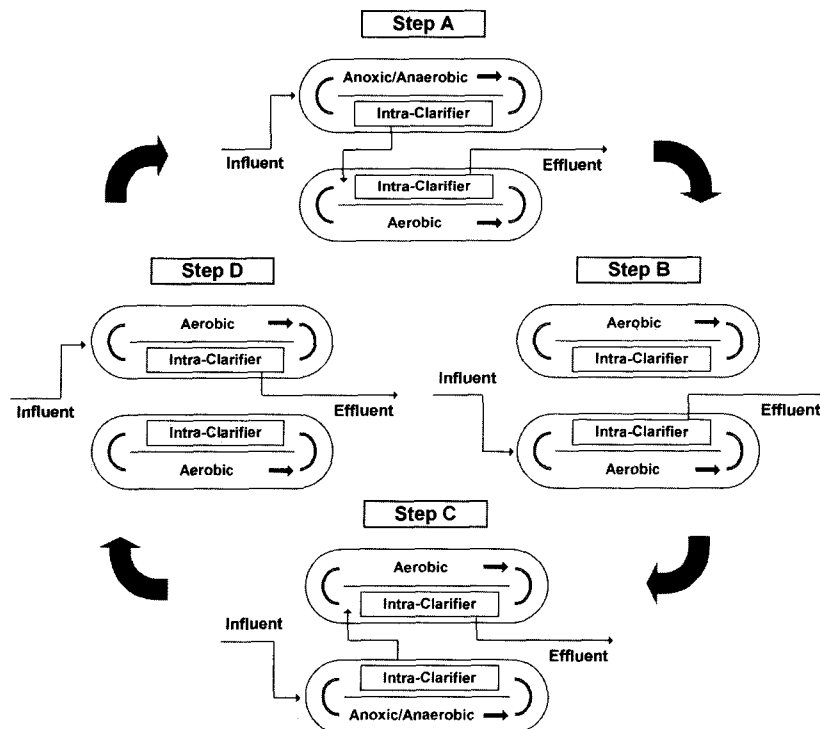 Step A
Anoxic/Anaerobic
Intra-Clarifier
Influent
Effluent
Intra-Clarifier
Aerobic
Step D
Aerobic
Intra-Clarifier
Influent
Effluent
Intra-Clarifier
Aerobic
Step B
Aerobic
Intra-Clarifier
Influent
Effluent
Intra-Clarifier
Aerobic
Step C
Aerobic
Intra-Clarifier
Influent
Effluent
Intra-Clarifier
Anoxic/Anaerobic